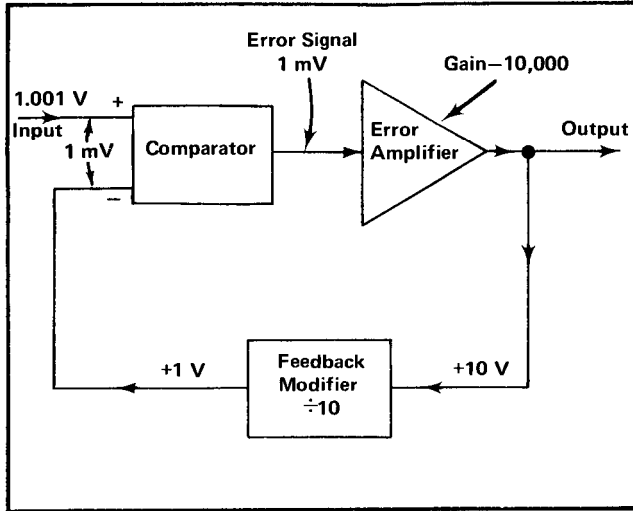 Error Signal
1 mV
Gain–10,000
1.001 V
+
Input
1 mV
–
Comparator
Error
Amplifier
Output
+1 V
Feedback
Modifier
÷10
+10 V